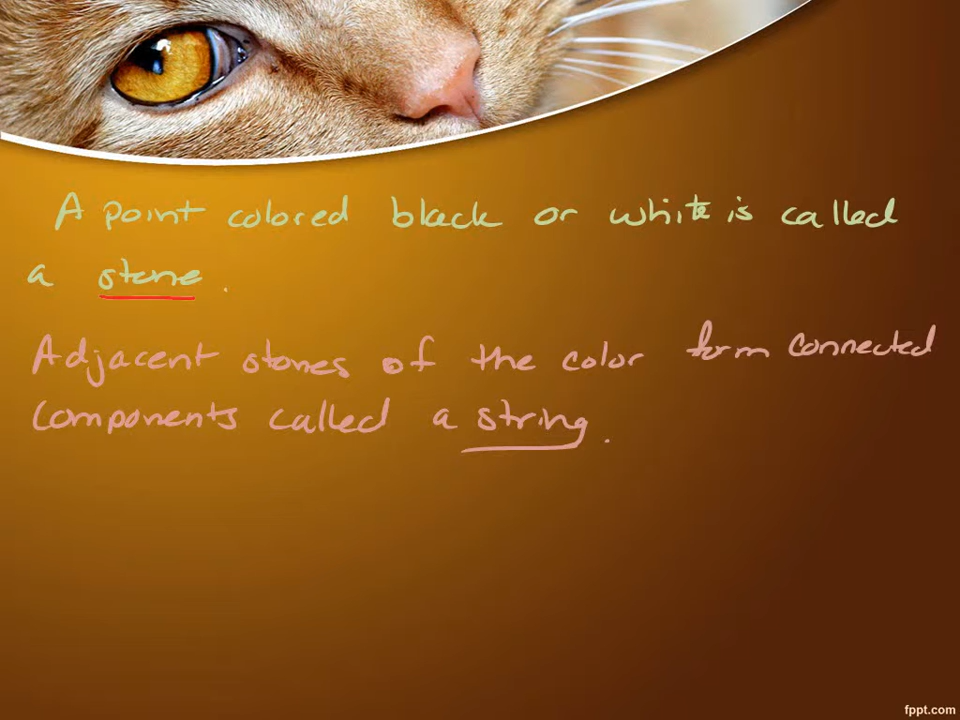 A point colored black or white is called
a stone.
Adjacent stones of the color form connected
components called a string.
fppt.com